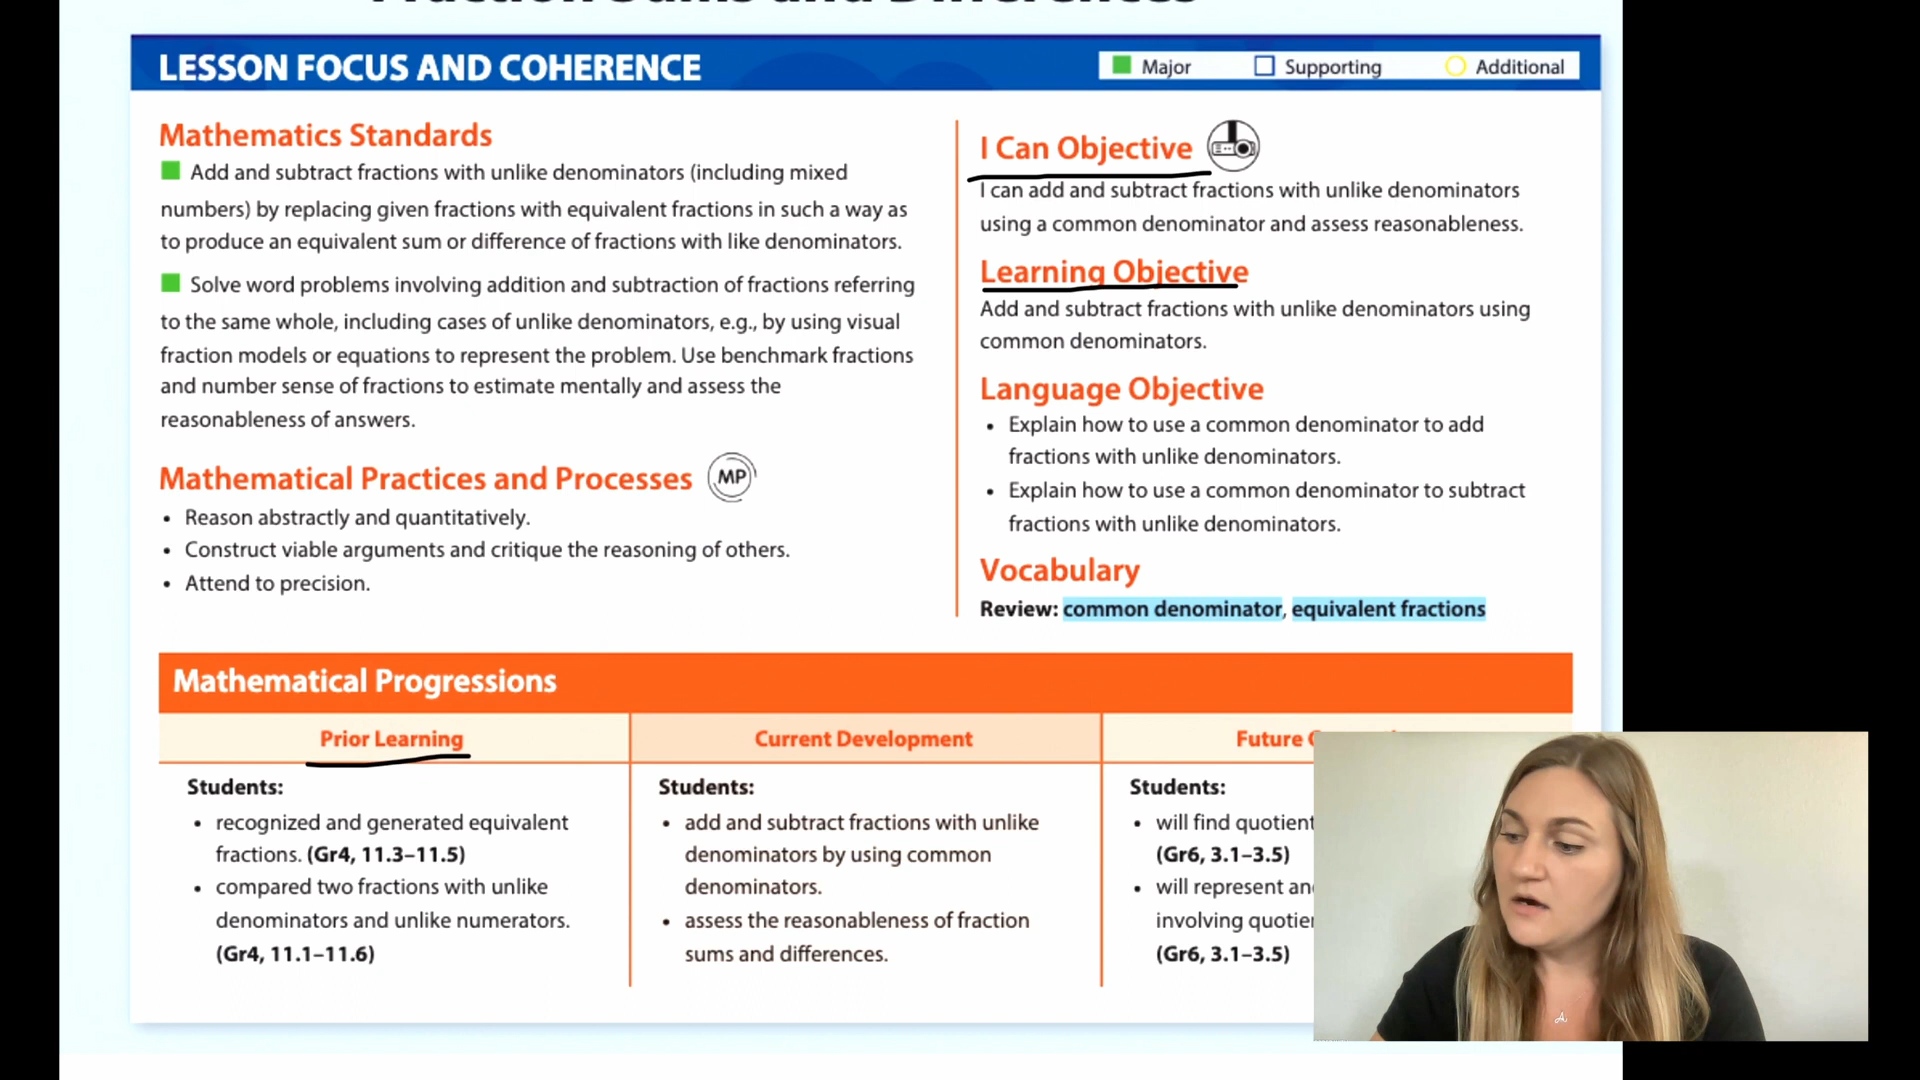 Fraction Sums and Differences
LESSON FOCUS AND COHERENCE
Major Supporting Additional
Mathematics Standards
Add and subtract fractions with unlike denominators (including mixed
numbers) by replacing given fractions with equivalent fractions in such a way as
to produce an equivalent sum or difference of fractions with like denominators.
Solve word problems involving addition and subtraction of fractions referring
to the same whole, including cases of unlike denominators, e.g., by using visual
fraction models or equations to represent the problem. Use benchmark fractions
and number sense of fractions to estimate mentally and assess the
reasonableness of answers.
Mathematical Practices and Processes MP
• Reason abstractly and quantitatively.
• Construct viable arguments and critique the reasoning of others.
• Attend to precision.
I Can Objective
I can add and subtract fractions with unlike denominators
using a common denominator and assess reasonableness.
Learning Objective
Add and subtract fractions with unlike denominators using
common denominators.
Language Objective
• Explain how to use a common denominator to add
fractions with unlike denominators.
• Explain how to use a common denominator to subtract
fractions with unlike denominators.
Vocabulary
Review: common denominator, equivalent fractions
Mathematical Progressions
Prior Learning
Students:
• recognized and generated equivalent
fractions. (Gr4, 11.3–11.5)
• compared two fractions with unlike
denominators and unlike numerators.
(Gr4, 11.1–11.6)
Current Development
Students:
• add and subtract fractions with unlike
denominators by using common
denominators.
• assess the reasonableness of fraction
sums and differences.
Future
Students:
• will find
(Gr6, 3.1–3.5)
• will represent
involving
(Gr6, 3.1–3.5)